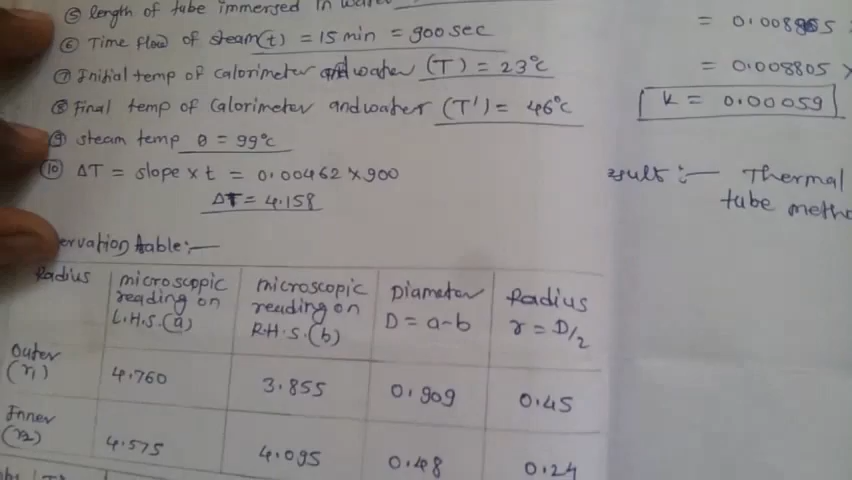 ⑤ length of tube immersed in water
⑥ Time flow of steam(t) = 15 min = 900 sec
⑦ Initial temp of calorimeter and water (T) = 23°C
⑧ Final temp of calorimeter and water (T') = 46°C
⑨ steam temp θ = 99°C
⑩ ΔT = slope × t = 0.00462 × 900
ΔT = 4.158
ervation table:—
Radius
microscopic reading on L.H.S.(a)
microscopic reading on R.H.S.(b)
Diameter D = a~b
Radius r = D/2
Outer (r1)
4.760
3.855
0.909
0.45
Inner (r2)
4.575
4.095
0.48
0.24
= 0.008805
= 0.008805 ×
K = 0.00059
esult:— Thermal
tube metho